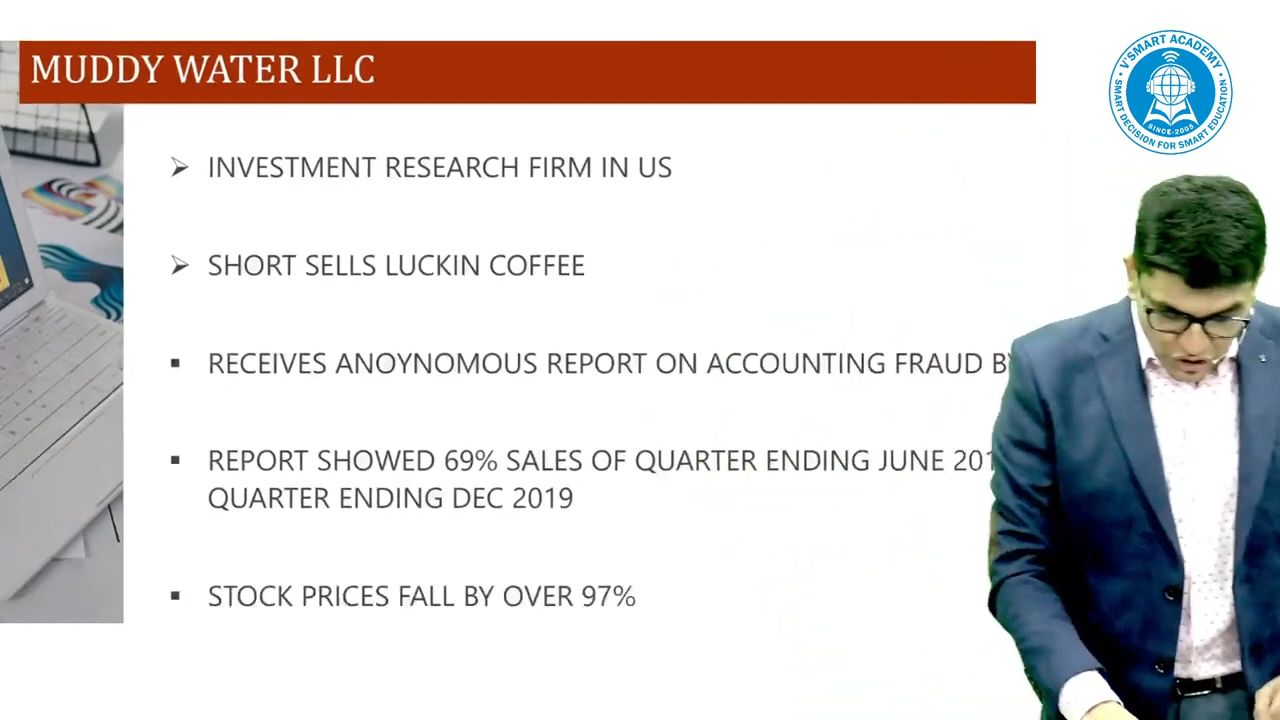 MUDDY WATER LLC
V'SMART ACADEMY
SMART DECISION FOR SMART EDUCATION
SINCE-2005
INVESTMENT RESEARCH FIRM IN US
SHORT SELLS LUCKIN COFFEE
RECEIVES ANOYNOMOUS REPORT ON ACCOUNTING FRAUD
REPORT SHOWED 69% SALES OF QUARTER ENDING JUNE
QUARTER ENDING DEC 2019
STOCK PRICES FALL BY OVER 97%